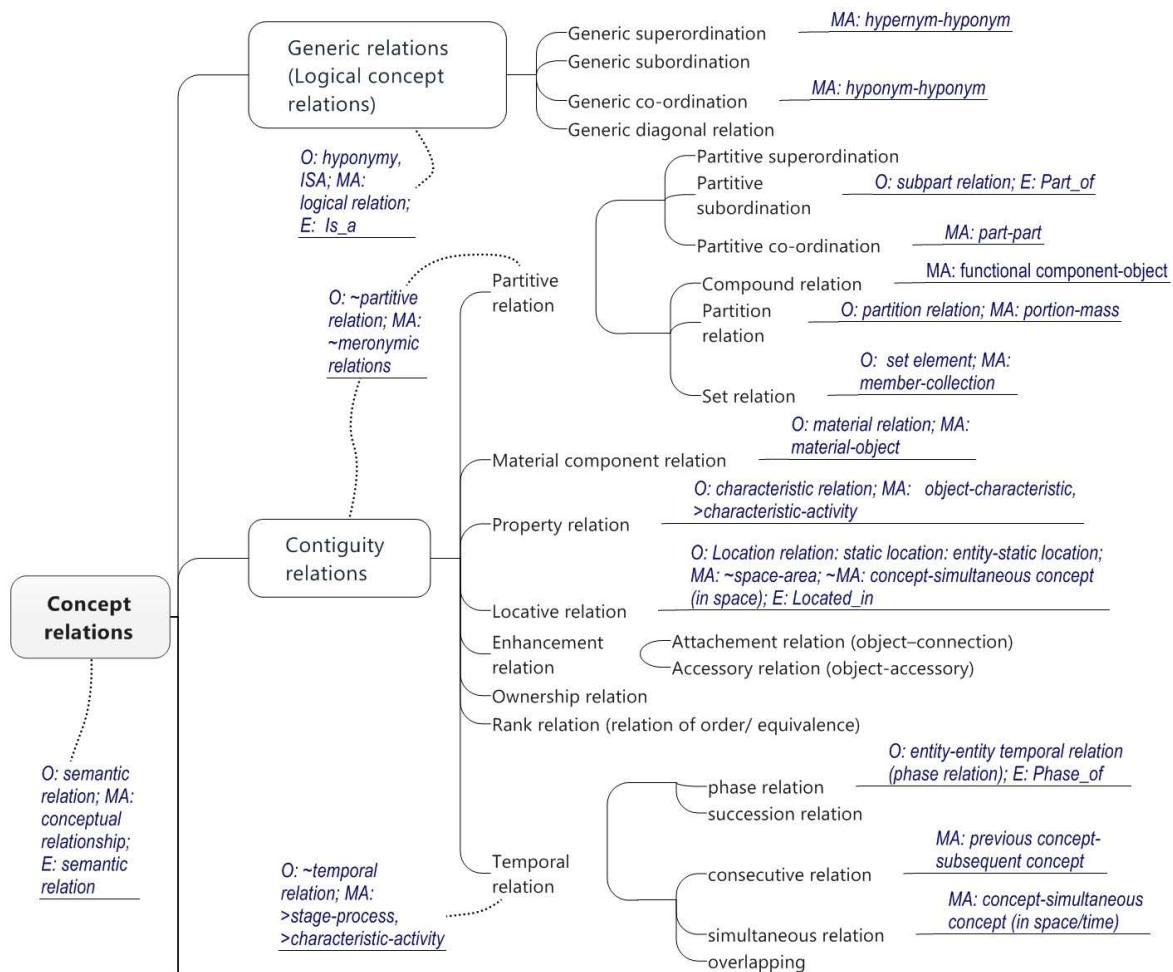 MA: hypernym-hyponym
Generic relations
(Logical concept
relations)
Generic superordination
Generic subordination
MA: hyponym-hyponym
Generic co-ordination
Generic diagonal relation
O: hyponymy,
ISA; MA:
logical relation;
E: Is_a
Partitive superordination
Partitive
subordination
O: subpart relation; E: Part_of
Partitive co-ordination
MA: part-part
Partitive
relation
O: ~partitive
relation; MA:
~meronymic
relations
Compound relation
MA: functional component-object
Partition
relation
O: partition relation; MA: portion-mass
O: set element; MA:
member-collection
Set relation
O: material relation; MA:
material-object
Material component relation
O: characteristic relation; MA: object-characteristic,
>characteristic-activity
Property relation
Contiguity
relations
O: Location relation: static location: entity-static location;
MA: ~space-area; ~MA: concept-simultaneous concept
(in space); E: Located_in
Locative relation
Concept
relations
Enhancement
relation
Attachement relation (object–connection)
Accessory relation (object-accessory)
Ownership relation
Rank relation (relation of order/ equivalence)
O: semantic
relation; MA:
conceptual
relationship;
E: semantic
relation
O: entity-entity temporal relation
(phase relation); E: Phase_of
phase relation
succession relation
Temporal
relation
O: ~temporal
relation; MA:
>stage-process,
>characteristic-activity
MA: previous concept-
subsequent concept
consecutive relation
MA: concept-simultaneous
concept (in space/time)
simultaneous relation
overlapping